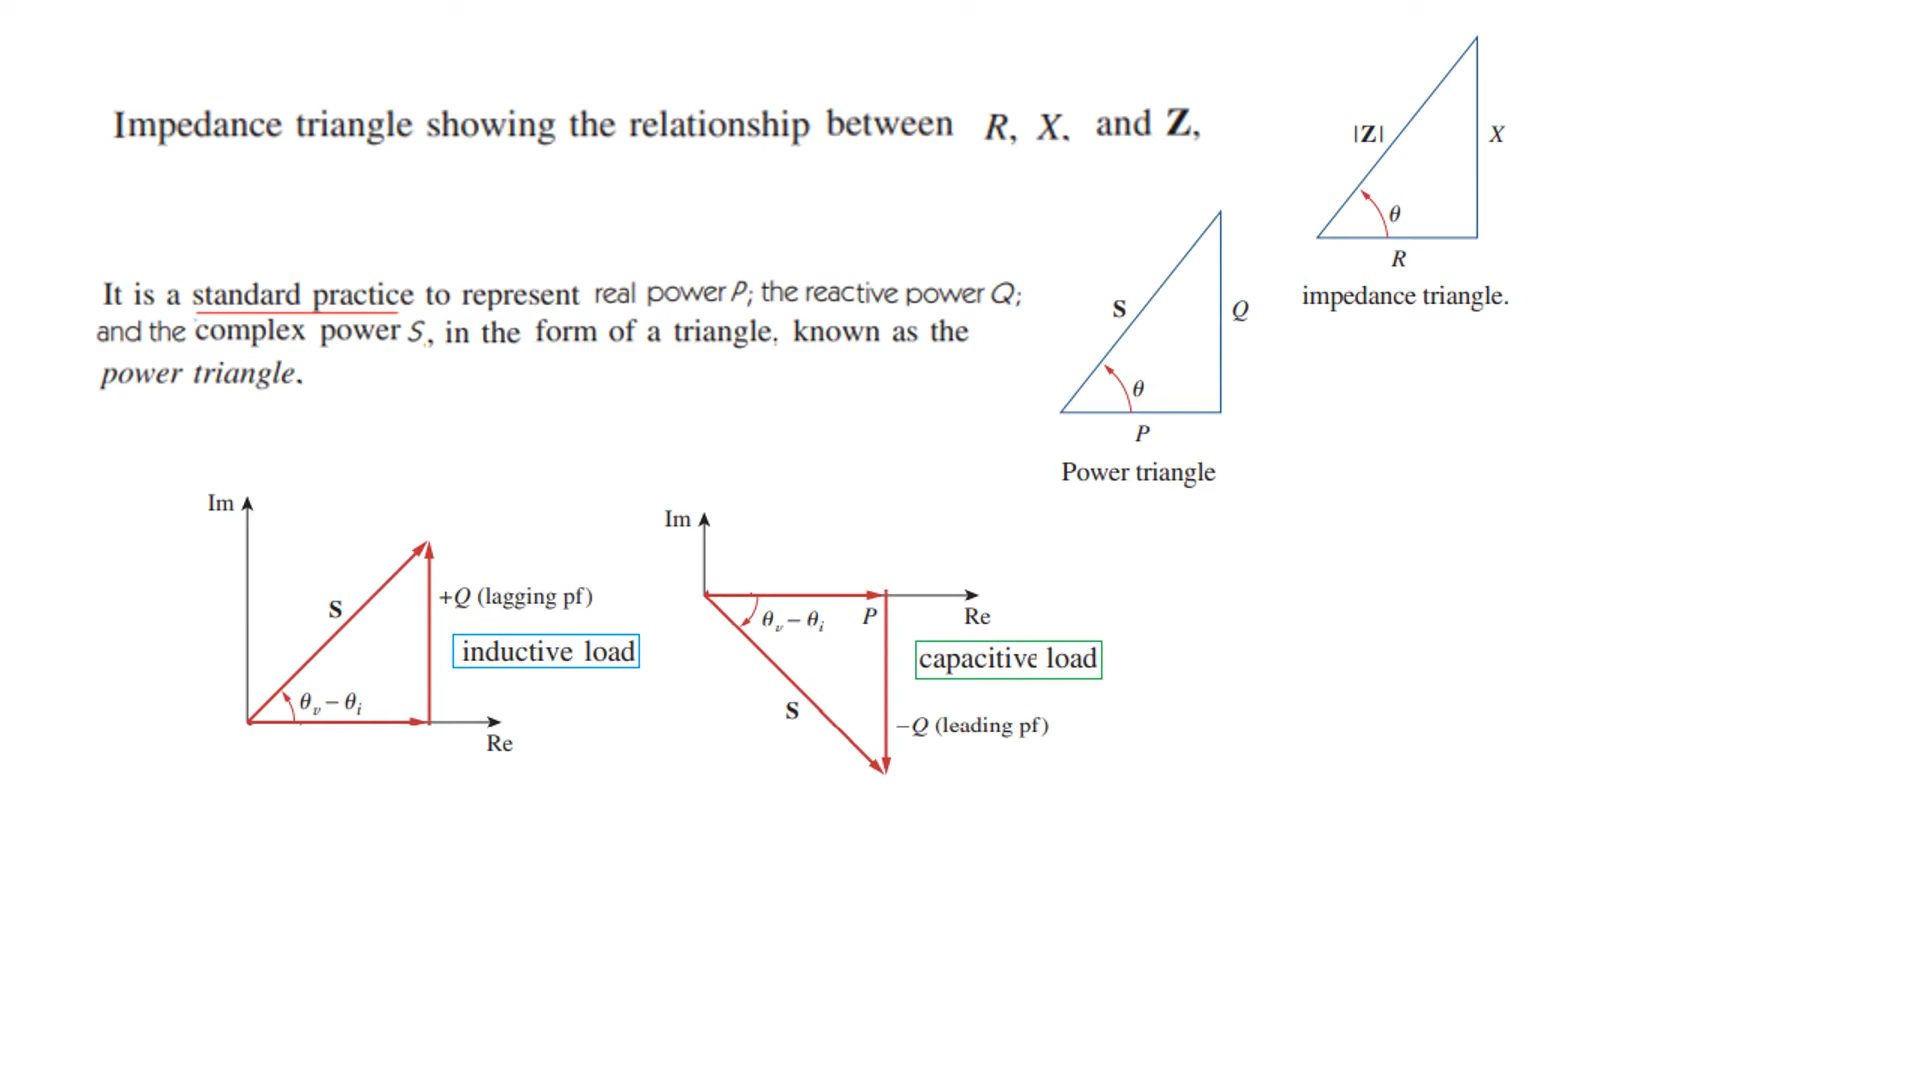 Impedance triangle showing the relationship between R, X, and Z,
|Z|
X
θ
R
impedance triangle.
It is a standard practice to represent real power P; the reactive power Q;
and the complex power S, in the form of a triangle, known as the
power triangle.
S
Q
θ
P
Power triangle
Im
S
+Q (lagging pf)
inductive load
θv − θi
Re
Im
θv − θi
P
Re
capacitive load
S
−Q (leading pf)